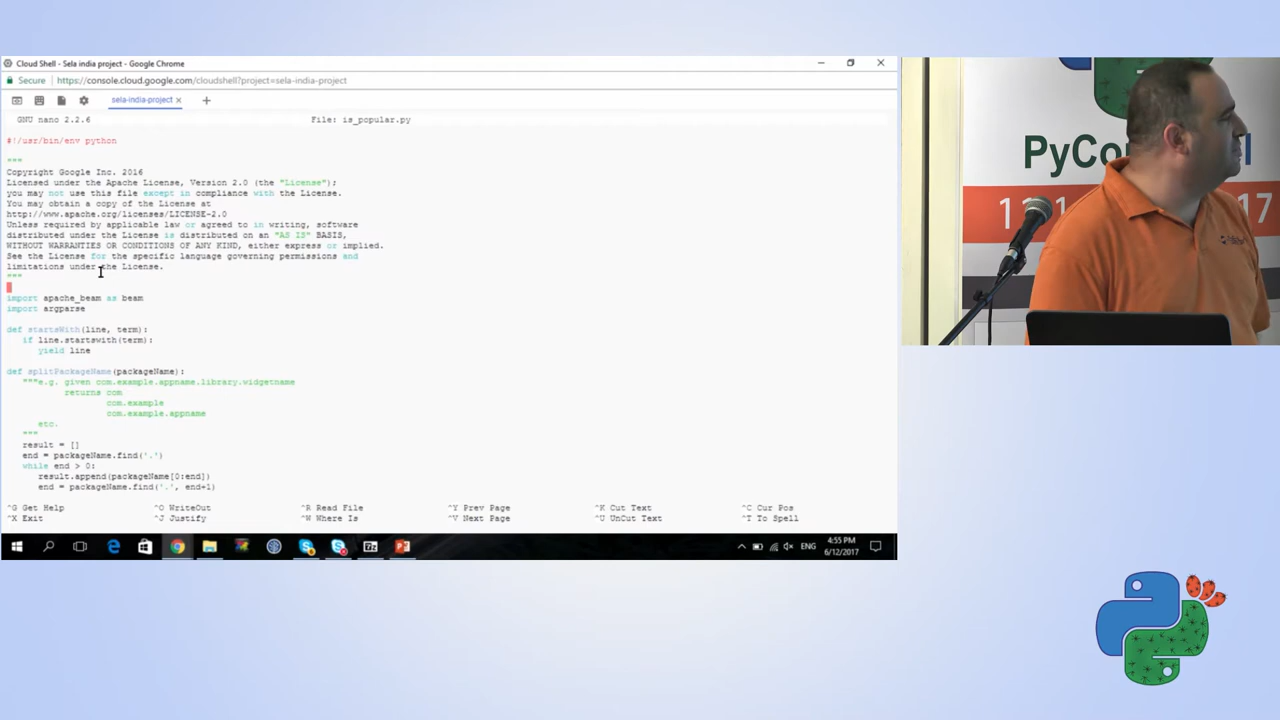 Cloud Shell - Sela india project - Google Chrome
Secure https://console.cloud.google.com/cloudshell?project=sela-india-project
sela-india-project
GNU nano 2.2.6 File: is_popular.py
#!/usr/bin/env python
"""
Copyright Google Inc. 2016
Licensed under the Apache License, Version 2.0 (the "License");
you may not use this file except in compliance with the License.
You may obtain a copy of the License at
http://www.apache.org/licenses/LICENSE-2.0
Unless required by applicable law or agreed to in writing, software
distributed under the License is distributed on an "AS IS" BASIS,
WITHOUT WARRANTIES OR CONDITIONS OF ANY KIND, either express or implied.
See the License for the specific language governing permissions and
limitations under the License.
"""
import apache_beam as beam
import argparse
def startsWith(line, term):
if line.startswith(term):
yield line
def splitPackageName(packageName):
"""e.g. given com.example.appname.library.widgetname
returns com
com.example
com.example.appname
etc.
"""
result = []
end = packageName.find('.')
while end > 0:
result.append(packageName[0:end])
end = packageName.find('.', end+1)
^G Get Help ^O WriteOut ^R Read File ^Y Prev Page ^K Cut Text ^C Cur Pos
^X Exit ^J Justify ^W Where Is ^V Next Page ^U UnCut Text ^T To Spell
ENG
4:55 PM
6/12/2017
PyCo